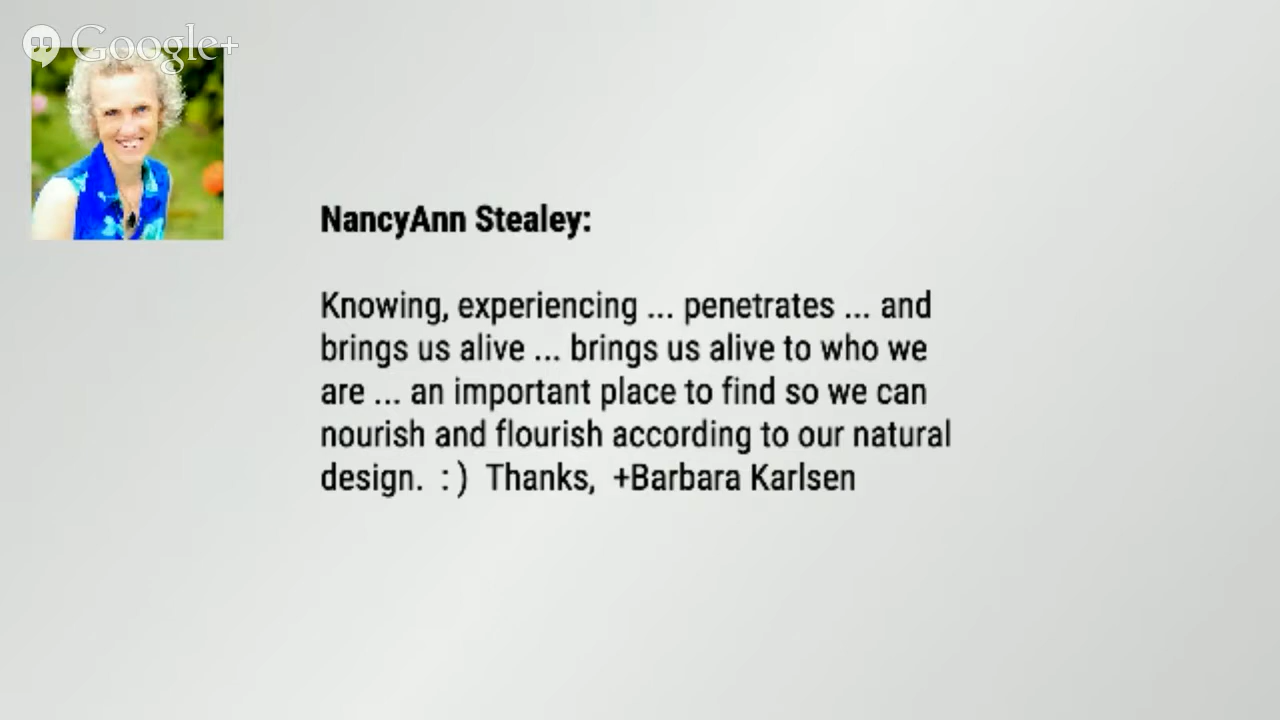 Google+
NancyAnn Stealey:
Knowing, experiencing ... penetrates ... and
brings us alive ... brings us alive to who we
are ... an important place to find so we can
nourish and flourish according to our natural
design.  : )  Thanks,  +Barbara Karlsen